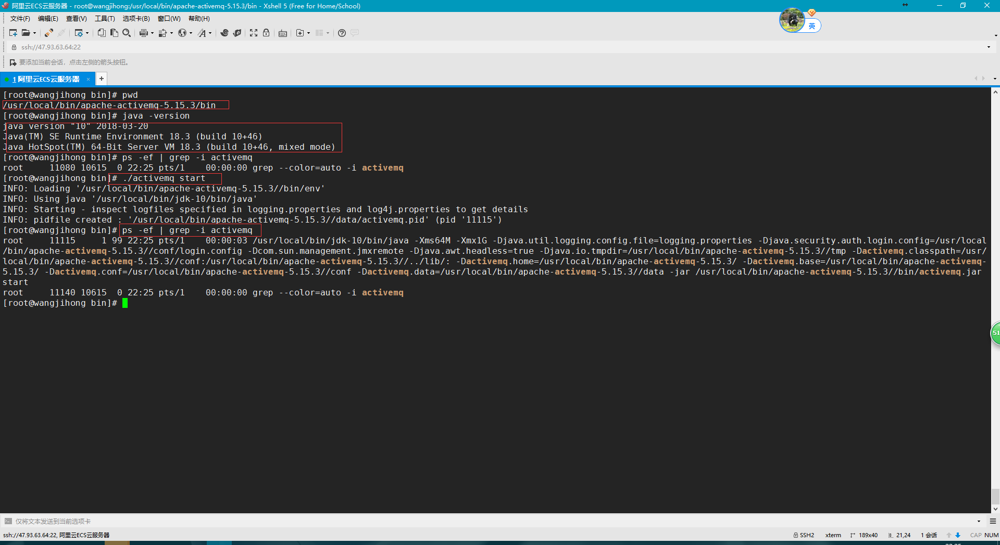 阿里云ECS云服务器 - root@wangjihong:/usr/local/bin/apache-activemq-5.15.3/bin - Xshell 5 (Free for Home/School)
文件(F) 编辑(E) 查看(V) 工具(T) 选项卡(B) 窗口(W) 帮助(H)
英
ssh://47.93.63.64:22
要添加当前会话，点击左侧的箭头按钮。
1 阿里云ECS云服务器 × +
[root@wangjihong bin]# pwd
/usr/local/bin/apache-activemq-5.15.3/bin
[root@wangjihong bin]# java -version
java version "10" 2018-03-20
Java(TM) SE Runtime Environment 18.3 (build 10+46)
Java HotSpot(TM) 64-Bit Server VM 18.3 (build 10+46, mixed mode)
[root@wangjihong bin]# ps -ef | grep -i activemq
root     11080 10615  0 22:25 pts/1    00:00:00 grep --color=auto -i activemq
[root@wangjihong bin]# ./activemq start
INFO: Loading '/usr/local/bin/apache-activemq-5.15.3//bin/env'
INFO: Using java '/usr/local/bin/jdk-10/bin/java'
INFO: Starting - inspect logfiles specified in logging.properties and log4j.properties to get details
INFO: pidfile created : '/usr/local/bin/apache-activemq-5.15.3//data/activemq.pid' (pid '11115')
[root@wangjihong bin]# ps -ef | grep -i activemq
root     11115     1 99 22:25 pts/1    00:00:03 /usr/local/bin/jdk-10/bin/java -Xms64M -Xmx1G -Djava.util.logging.config.file=logging.properties -Djava.security.auth.login.config=/usr/local
/bin/apache-activemq-5.15.3//conf/login.config -Dcom.sun.management.jmxremote -Djava.awt.headless=true -Djava.io.tmpdir=/usr/local/bin/apache-activemq-5.15.3//tmp -Dactivemq.classpath=/usr/
local/bin/apache-activemq-5.15.3//conf:/usr/local/bin/apache-activemq-5.15.3//../lib/: -Dactivemq.home=/usr/local/bin/apache-activemq-5.15.3/ -Dactivemq.base=/usr/local/bin/apache-activemq-
5.15.3/ -Dactivemq.conf=/usr/local/bin/apache-activemq-5.15.3//conf -Dactivemq.data=/usr/local/bin/apache-activemq-5.15.3//data -jar /usr/local/bin/apache-activemq-5.15.3//bin/activemq.jar
start
root     11140 10615  0 22:25 pts/1    00:00:00 grep --color=auto -i activemq
[root@wangjihong bin]#
51
仅将文本发送到当前选项卡
ssh://47.93.63.64:22, 阿里云ECS云服务器 SSH2 xterm 189x40 21,24 1 会话 CAP NUM